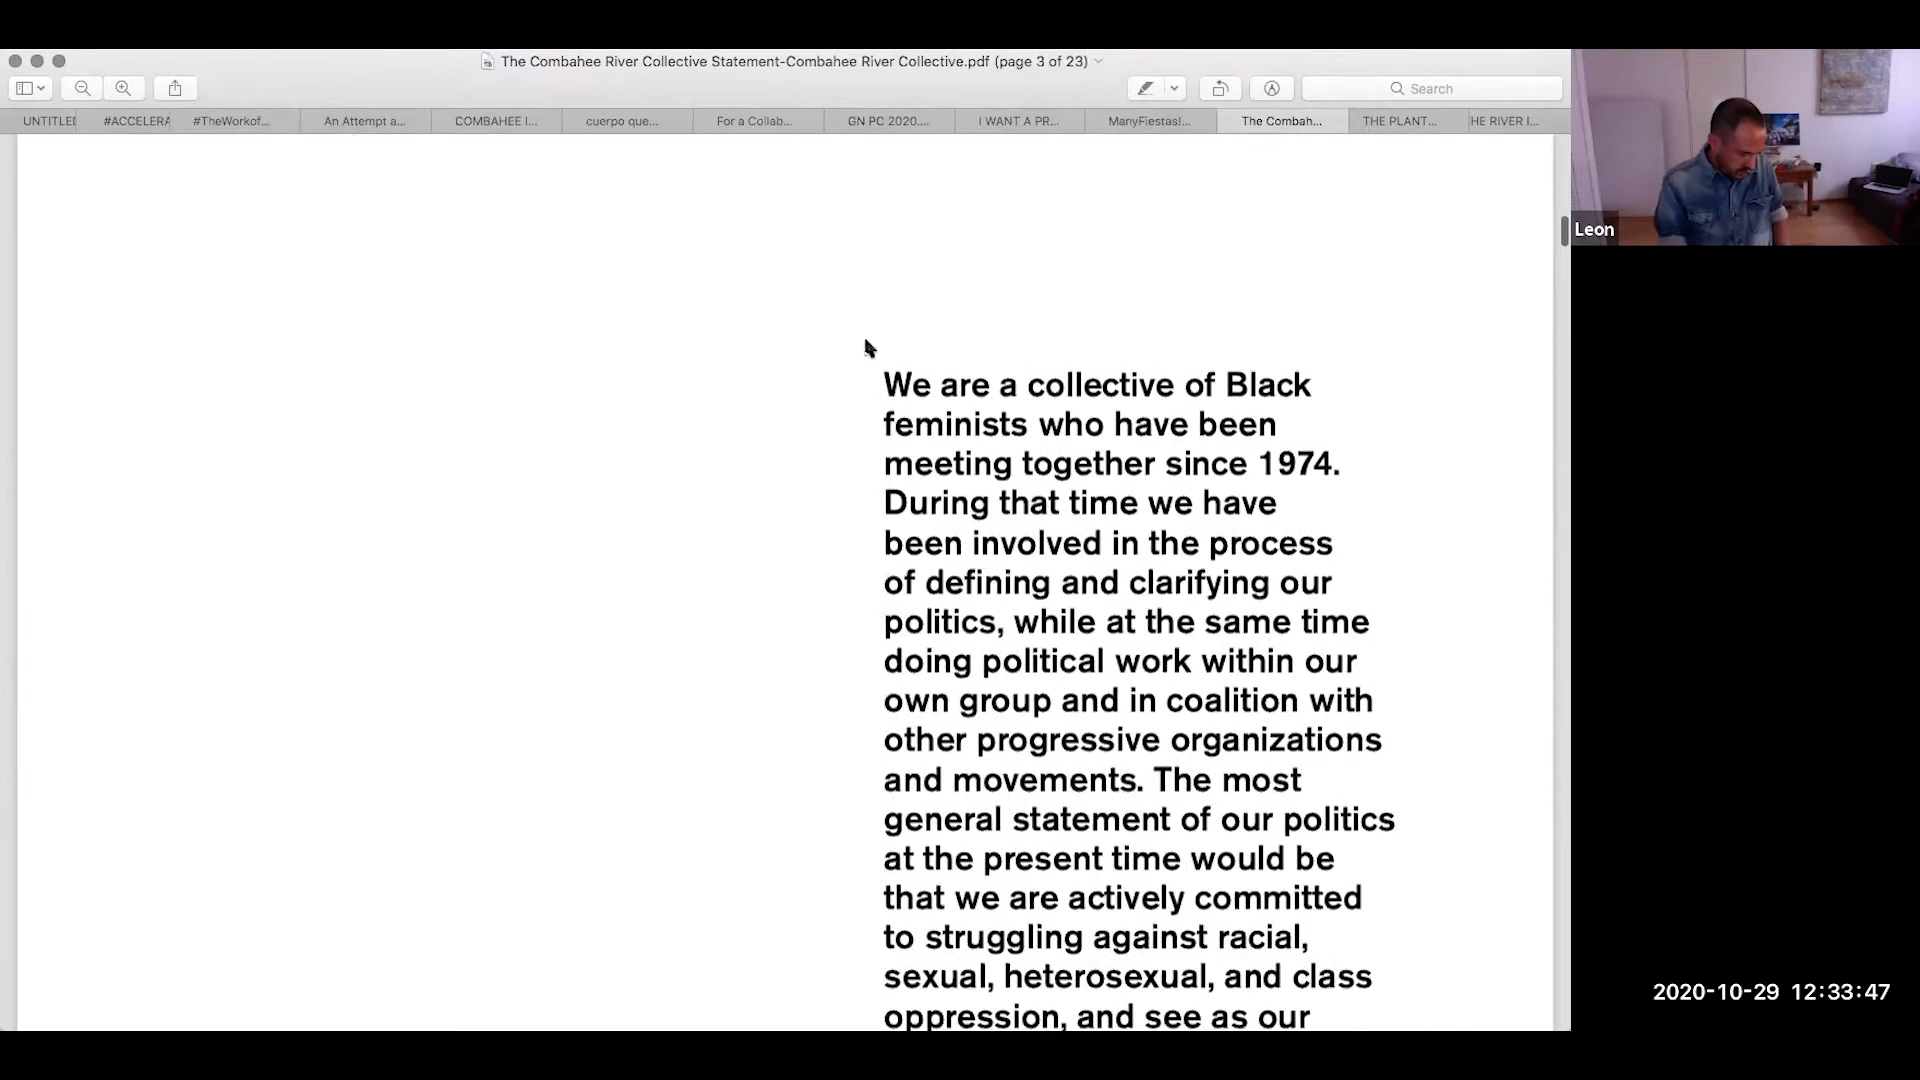 The Combahee River Collective Statement-Combahee River Collective.pdf (page 3 of 23)
Search
UNTITLED
#ACCELERA
#TheWorkof...
An Attempt a...
COMBAHEE I...
cuerpo que...
For a Collab...
GN PC 2020....
I WANT A PR...
ManyFiestas!...
The Combah...
THE PLANT...
HE RIVER I...
Leon
We are a collective of Black
feminists who have been
meeting together since 1974.
During that time we have
been involved in the process
of defining and clarifying our
politics, while at the same time
doing political work within our
own group and in coalition with
other progressive organizations
and movements. The most
general statement of our politics
at the present time would be
that we are actively committed
to struggling against racial,
sexual, heterosexual, and class
oppression, and see as our
2020-10-29 12:33:47